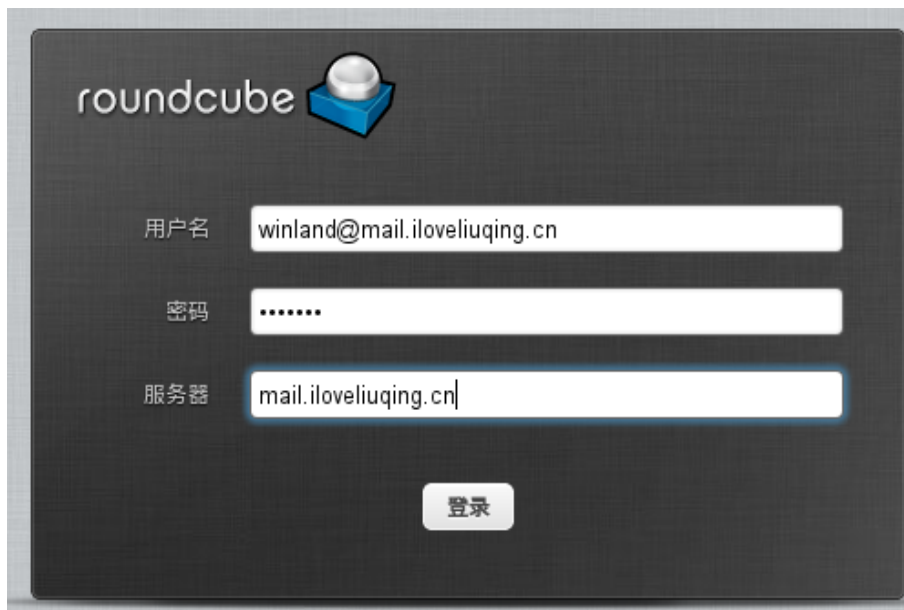 roundcube
用户名 winland@mail.iloveliuqing.cn
密码 •••••••
服务器 mail.iloveliuqing.cn
登录